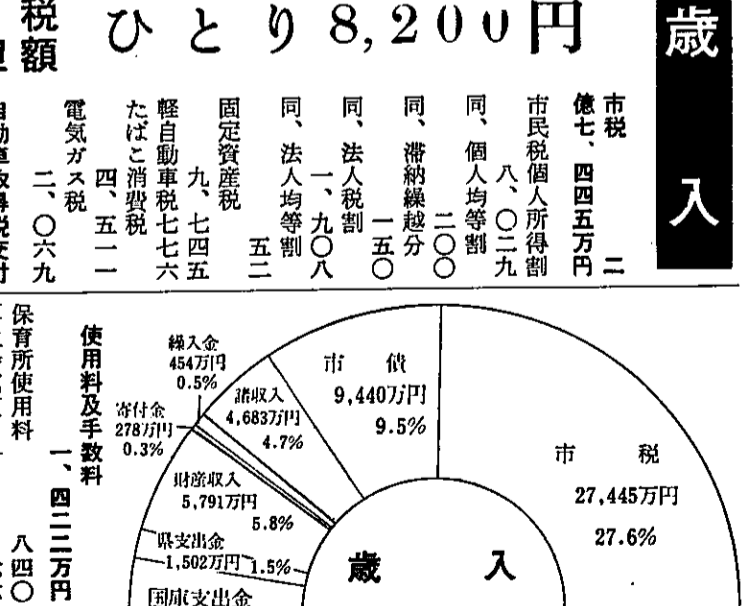 歳入
ひとり8,200円
税額
市税 二
億七、四四五万円
市民税個人所得割
八、〇二九
同、個人均等割
二〇〇
同、滞納繰越分
一五〇
同、法人税割
一、九〇八
同、法人均等割
五二
固定資産税
九、七四五
軽自動車税七七六
たばこ消費税
四、五一一
電気ガス税
二、〇六九
自動車取得税交付
使用料及手数料
一、四二二万円
保育所使用料
八四〇
歳入
市税
27,445万円
27.6%
市債
9,440万円
9.5%
諸収入
4,683万円
4.7%
繰入金
454万円
0.5%
寄付金
278万円
0.3%
財産収入
5,791万円
5.8%
県支出金
1,502万円 1.5%
国庫支出金